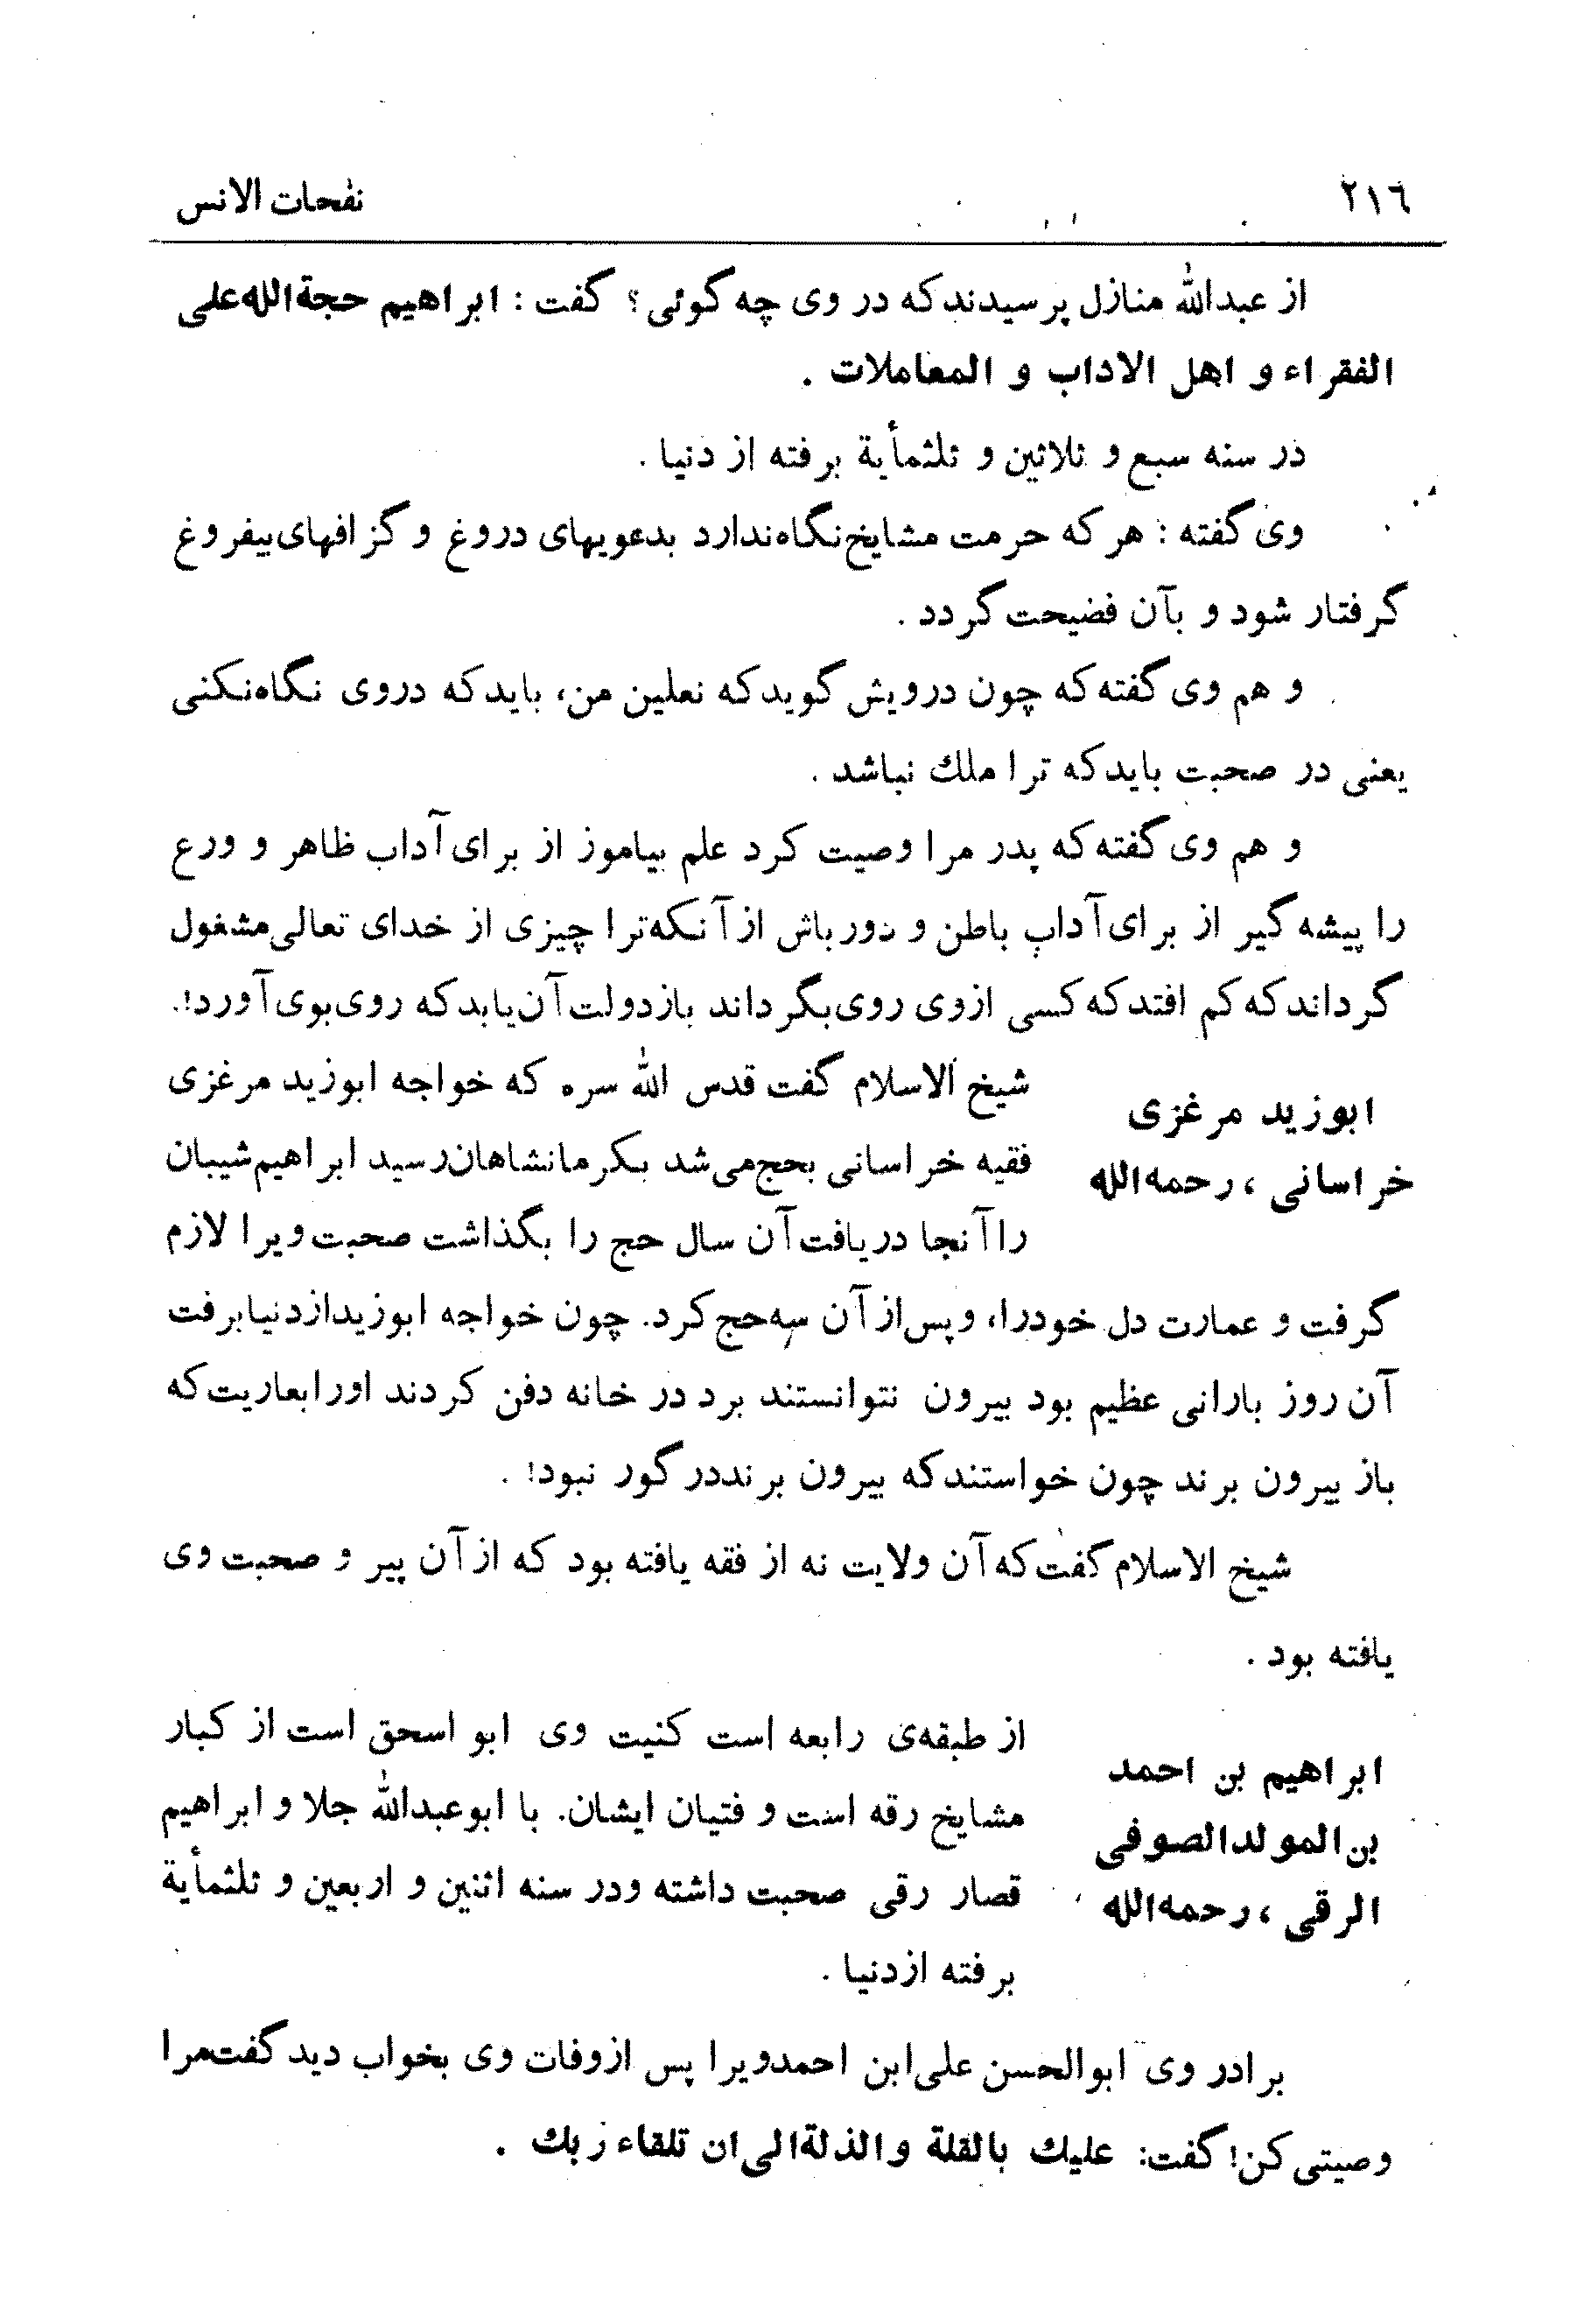 ٢١٦
نفحات الانس
از عبدالله منازل پرسیدند که در وی چه گوئی؟ گفت: ابراهیم حجةالله علی
الفقراء و اهل الاداب و المعاملات .
در سنه سبع و ثلاثین و ثلثمأیة برفته از دنیا .
وی گفته : هر که حرمت مشایخ نگاه ندارد بدعویهای دروغ و گزافهای بیفروغ
گرفتار شود و بآن فضیحت گردد .
و هم وی گفته که چون درویش گوید که نعلین من، باید که دروی نگاه نکنی
یعنی در صحبت باید که ترا ملك نباشد .
و هم وی گفته که پدر مرا وصیت کرد علم بیاموز از برای آداب ظاهر و ورع
را پیشه گیر از برای آداب باطن و دور باش از آنکه ترا چیزی از خدای تعالی مشغول
گرداند که کم افتد که کسی ازوی روی بگرداند باز دولت آن یابد که روی بوی آورد!.
ابوزید مرغزی
خراسانی ، رحمه الله
شیخ الاسلام گفت قدس الله سره که خواجه ابوزید مرغزی
فقیه خراسانی بحج می شد بکرمانشاهان رسید ابراهیم شیبان
را آنجا دریافت آن سال حج را بگذاشت صحبت ویرا لازم
گرفت و عمارت دل خودرا، و پس از آن سه حج کرد. چون خواجه ابوزید از دنیا برفت
آن روز بارانی عظیم بود بیرون نتوانستند برد در خانه دفن کردند اورا بعاریت که
باز بیرون برند چون خواستند که بیرون برند در گور نبود! .
شیخ الاسلام گفت که آن ولایت نه از فقه یافته بود که از آن پیر و صحبت وی
یافته بود .
ابراهیم بن احمد
بن المولد الصوفی
الرقی ، رحمه الله
از طبقه‌ی رابعه است کنیت وی ابو اسحق است از کبار
مشایخ رقه است و فتیان ایشان. با ابوعبدالله جلا و ابراهیم
قصار رقی صحبت داشته ودر سنه اثنین و اربعین و ثلثمأیة
برفته از دنیا .
برادر وی ابوالحسن علی ابن احمد ویرا پس از وفات وی بخواب دید گفت مرا
وصیتی کن! گفت: علیك بالقلة والذلة الی ان تلقاء ربك .